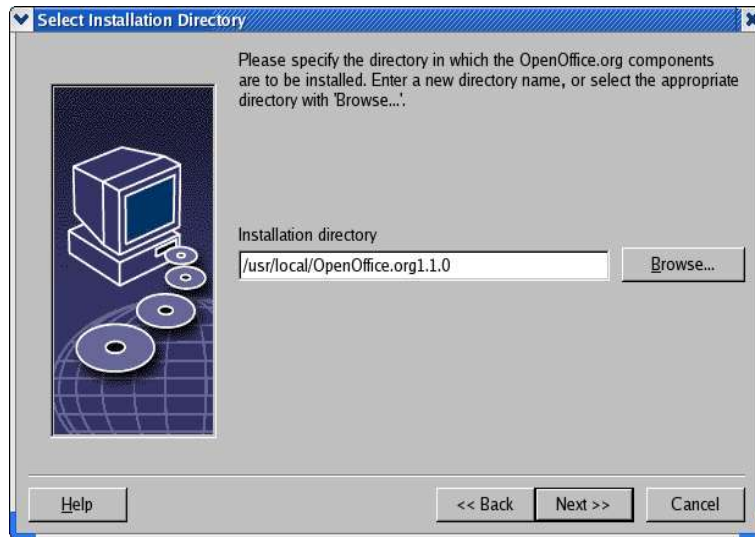 Select Installation Directory
Please specify the directory in which the OpenOffice.org components
are to be installed. Enter a new directory name, or select the appropriate
directory with 'Browse...'.
Installation directory
/usr/local/OpenOffice.org1.1.0
Browse...
Help
<< Back
Next >>
Cancel